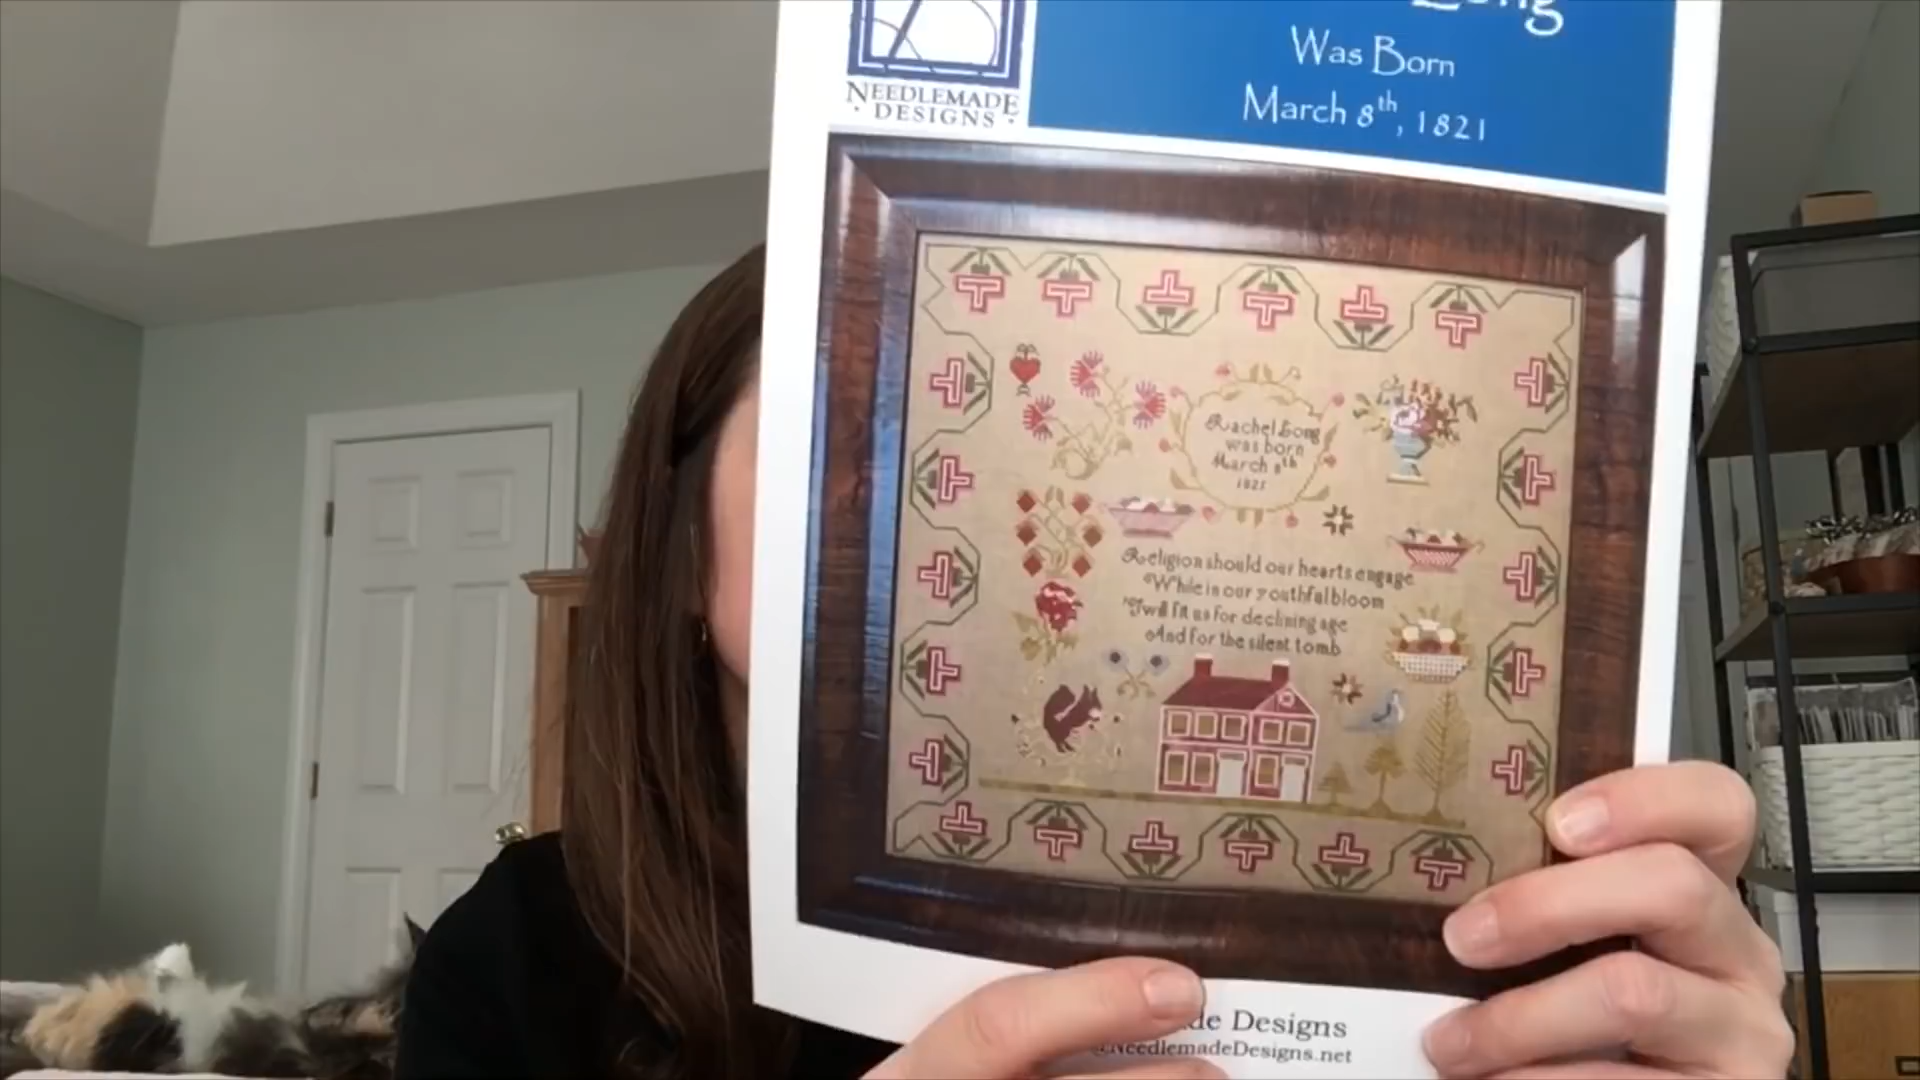 Long
Was Born
March 8th, 1821
NEEDLEMADE
• DESIGNS •
Rachel Long
was born
March 8th
1821
Religion should our hearts engage
While in our youthful bloom
'Twill fit us for declining age
And for the silent tomb
Designs
NeedlemadeDesigns.net